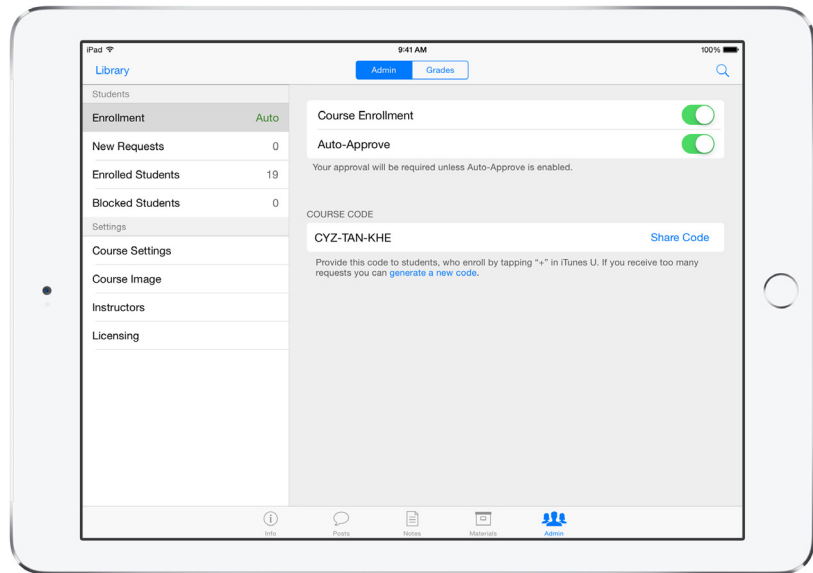 iPad 9:41 AM 100%
Library Admin Grades
Students
Enrollment Auto
New Requests 0
Enrolled Students 19
Blocked Students 0
Settings
Course Settings
Course Image
Instructors
Licensing
Course Enrollment
Auto-Approve
Your approval will be required unless Auto-Approve is enabled.
COURSE CODE
CYZ-TAN-KHE Share Code
Provide this code to students, who enroll by tapping “+” in iTunes U. If you receive too many
requests you can generate a new code.
Info Posts Notes Materials Admin